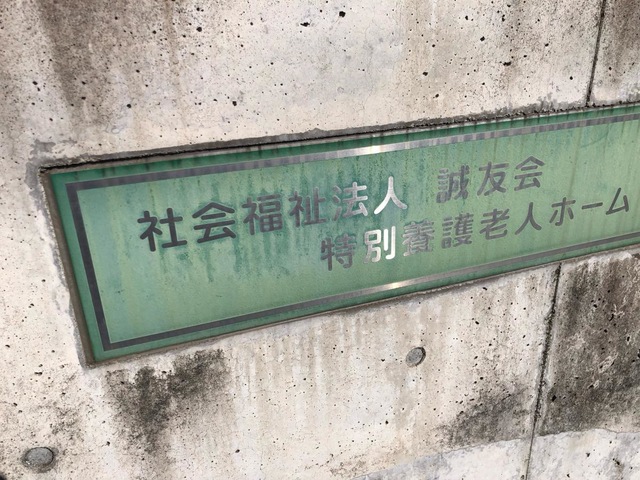 社会福祉法人 誠友会
特別養護老人ホーム